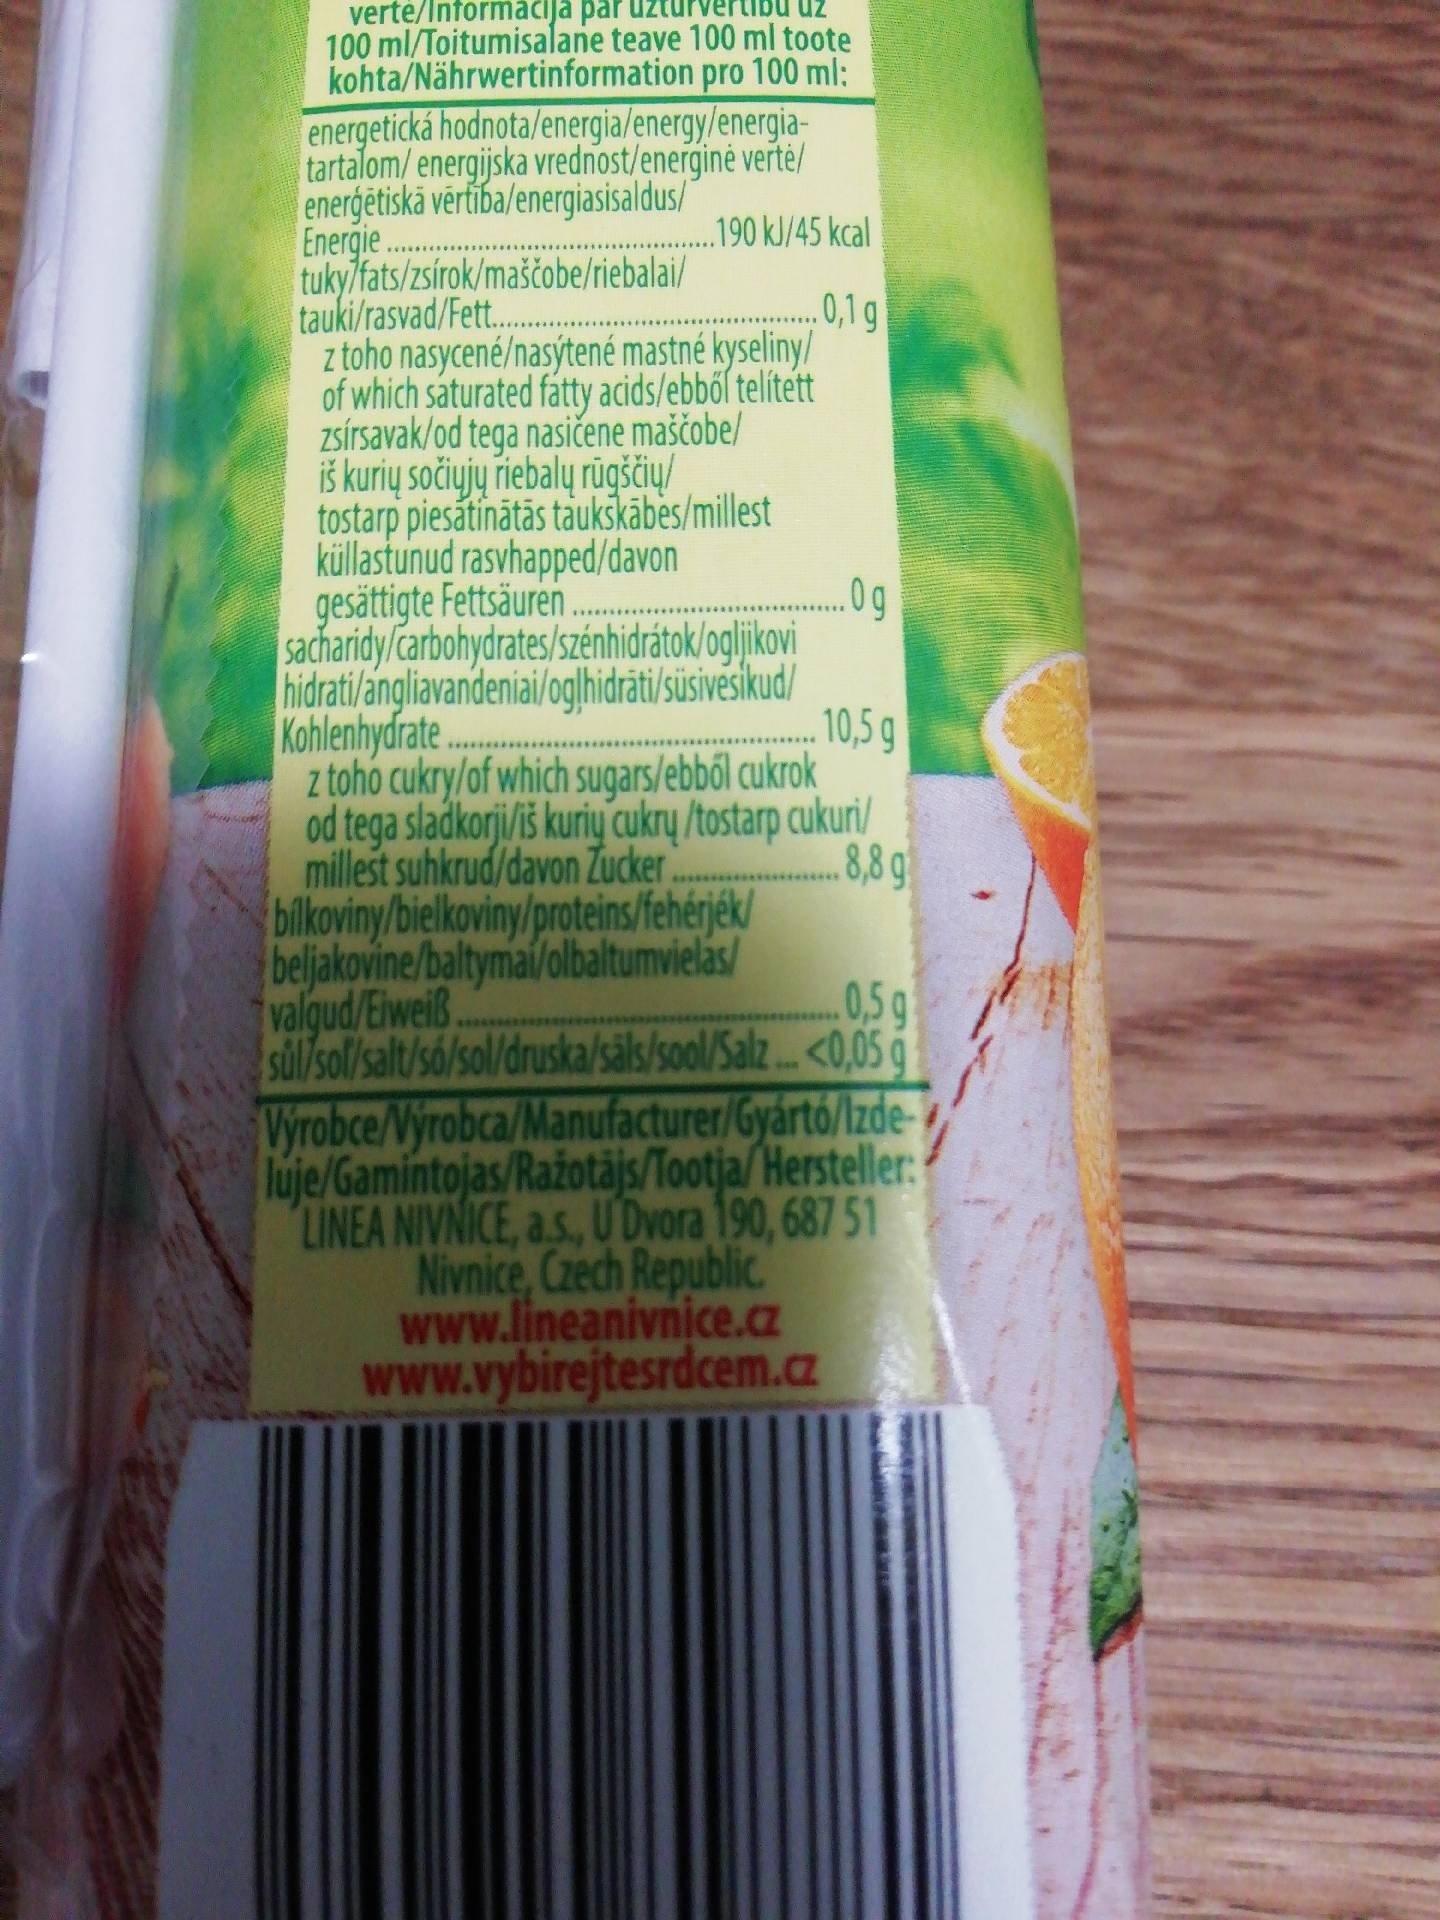 vertė/Informācija par uzturvērtību uz
100 ml/Toitumisalane teave 100 ml toote
kohta/Nährwertinformation pro 100 ml:
energetická hodnota/energia/energy/energia-
tartalom/ energijska vrednost/energinė vertė/
enerģētiskā vērtība/energiasisaldus/
Energie ..........190 kJ/45 kcal
tuky/fats/zsírok/maščobe/riebalai/
tauki/rasvad/Fett.......... 0,1 g
z toho nasycené/nasýtené mastné kyseliny/
of which saturated fatty acids/ebből telített
zsírsavak/od tega nasičene maščobe/
iš kurių sočiųjų riebalų rūgščių/
tostarp piesātinātās taukskābes/millest
küllastunud rasvhapped/davon
gesättigte Fettsäuren .......... 0 g
sacharidy/carbohydrates/szénhidrátok/ogljikovi
hidrati/angliavandeniai/ogļhidrāti/süsivesikud/
Kohlenhydrate .......... 10,5 g
z toho cukry/of which sugars/ebből cukrok
od tega sladkorji/iš kurių cukrų /tostarp cukuri/
millest suhkrud/davon Zucker .......... 8,8 g
bílkoviny/bielkoviny/proteins/fehérjék/
beljakovine/baltymai/olbaltumvielas/
valgud/Eiweiß .......... 0,5 g
sůl/soľ/salt/só/sol/druska/sāls/sool/Salz ... <0,05 g
Výrobce/Výrobca/Manufacturer/Gyártó/Izde-
luje/Gamintojas/Ražotājs/Tootja/ Hersteller:
LINEA NIVNICE, a.s., U Dvora 190, 687 51
Nivnice, Czech Republic.
www.lineanivnice.cz
www.vybirejtesrdcem.cz